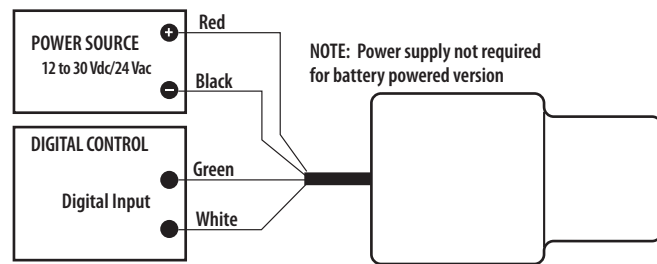 POWER SOURCE
12 to 30 Vdc/24 Vac
+
−
Red
Black
NOTE: Power supply not required
for battery powered version
DIGITAL CONTROL
Digital Input
Green
White